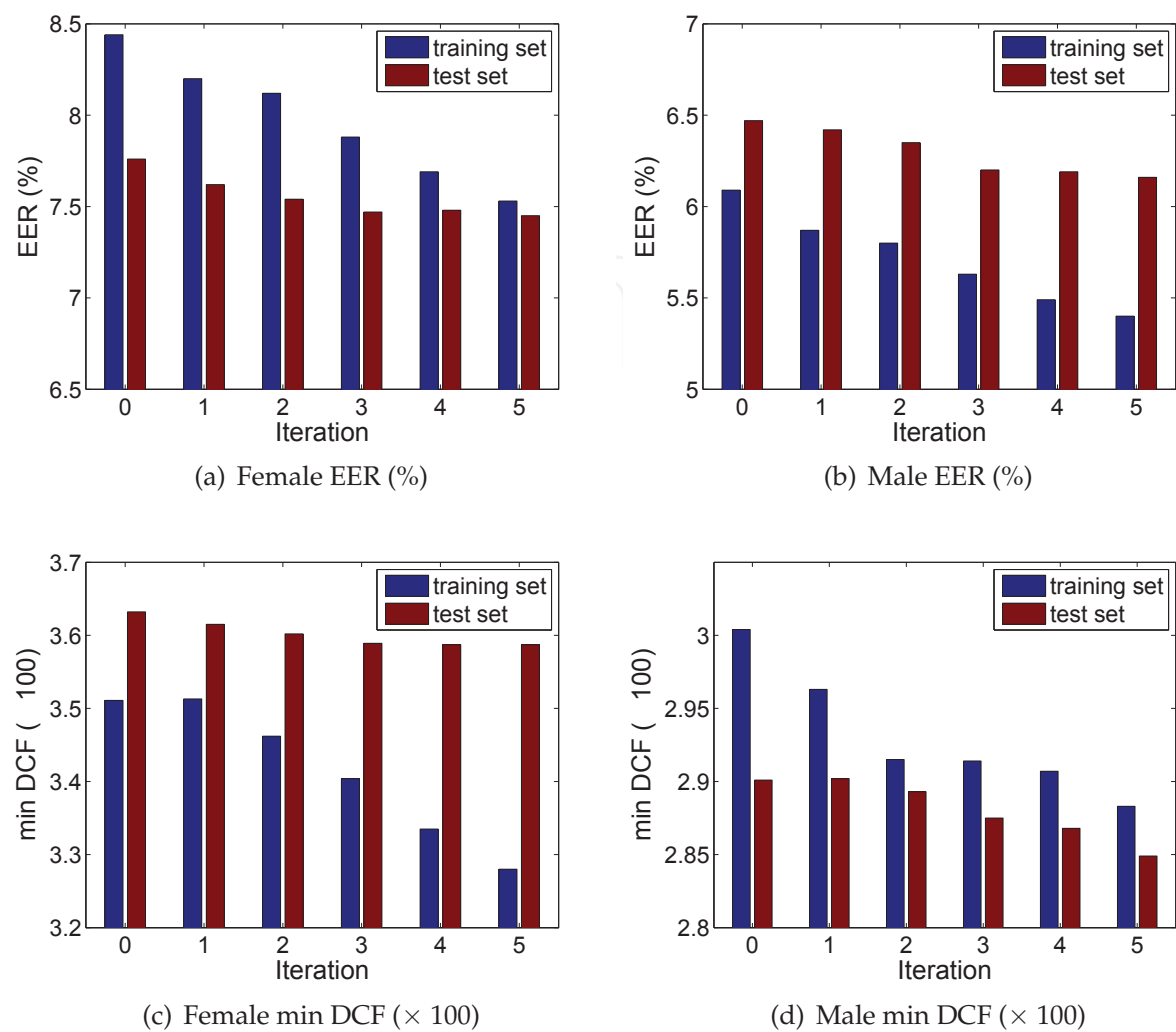 8.5
8
7.5
7
6.5
EER (%)
training set
test set
0 1 2 3 4 5
Iteration
(a) Female EER (%)
7
6.5
6
5.5
5
EER (%)
training set
test set
0 1 2 3 4 5
Iteration
(b) Male EER (%)
3.7
3.6
3.5
3.4
3.3
3.2
min DCF ( 100)
training set
test set
0 1 2 3 4 5
Iteration
(c) Female min DCF (× 100)
3
2.95
2.9
2.85
2.8
min DCF ( 100)
training set
test set
0 1 2 3 4 5
Iteration
(d) Male min DCF (× 100)